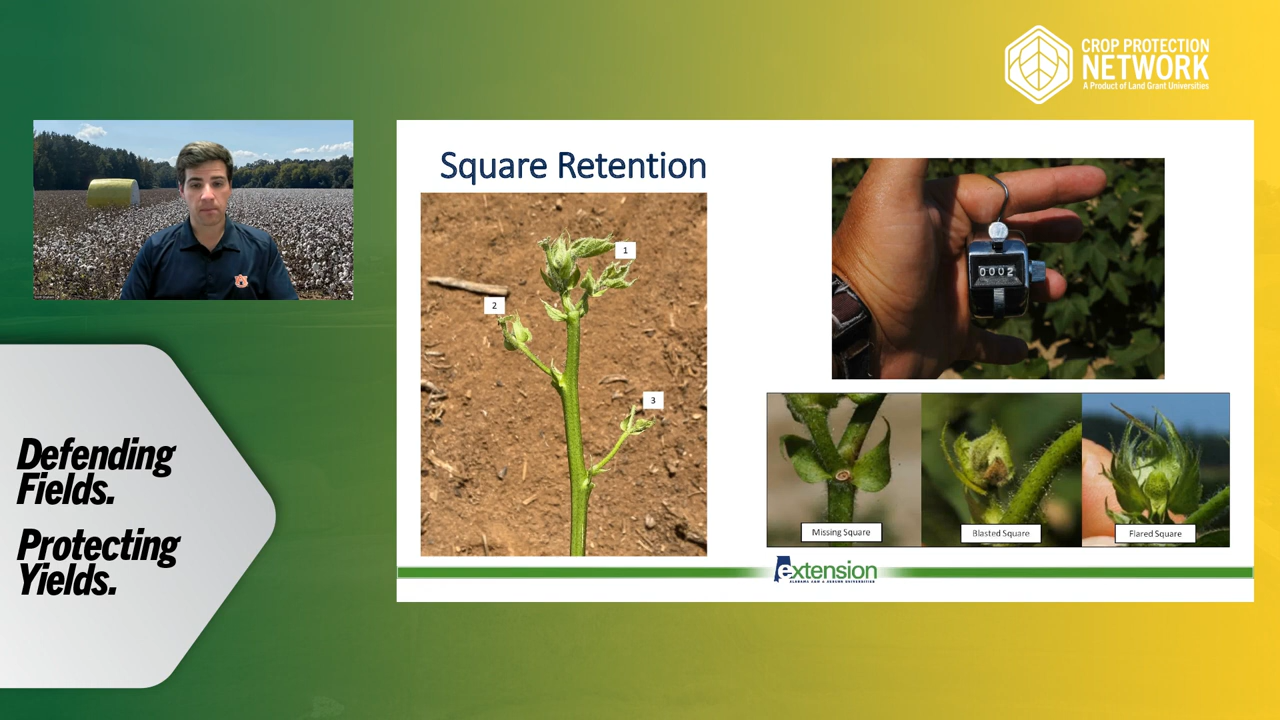 CROP PROTECTION
NETWORK
A Product of Land Grant Universities
Square Retention
1
2
3
0002
Missing Square
Blasted Square
Flared Square
extension
ALABAMA A&M & AUBURN UNIVERSITIES
Defending
Fields.
Protecting
Yields.